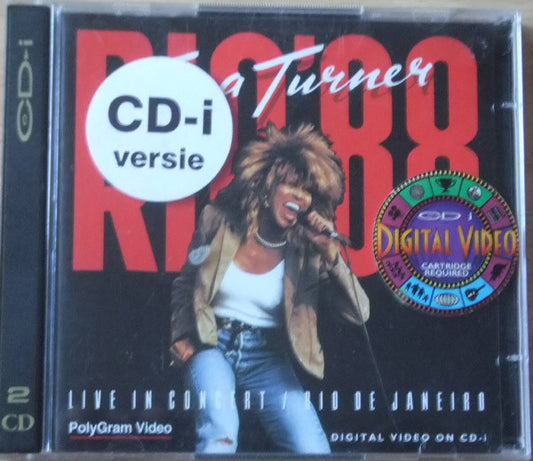 CD-i
2
CD
RIO'88
Turner
CD-i
versie
CD-i
DIGITAL VIDEO
CARTRIDGE
REQUIRED
LIVE IN CONCERT / RIO DE JANEIRO
PolyGram Video
DIGITAL VIDEO ON CD-i